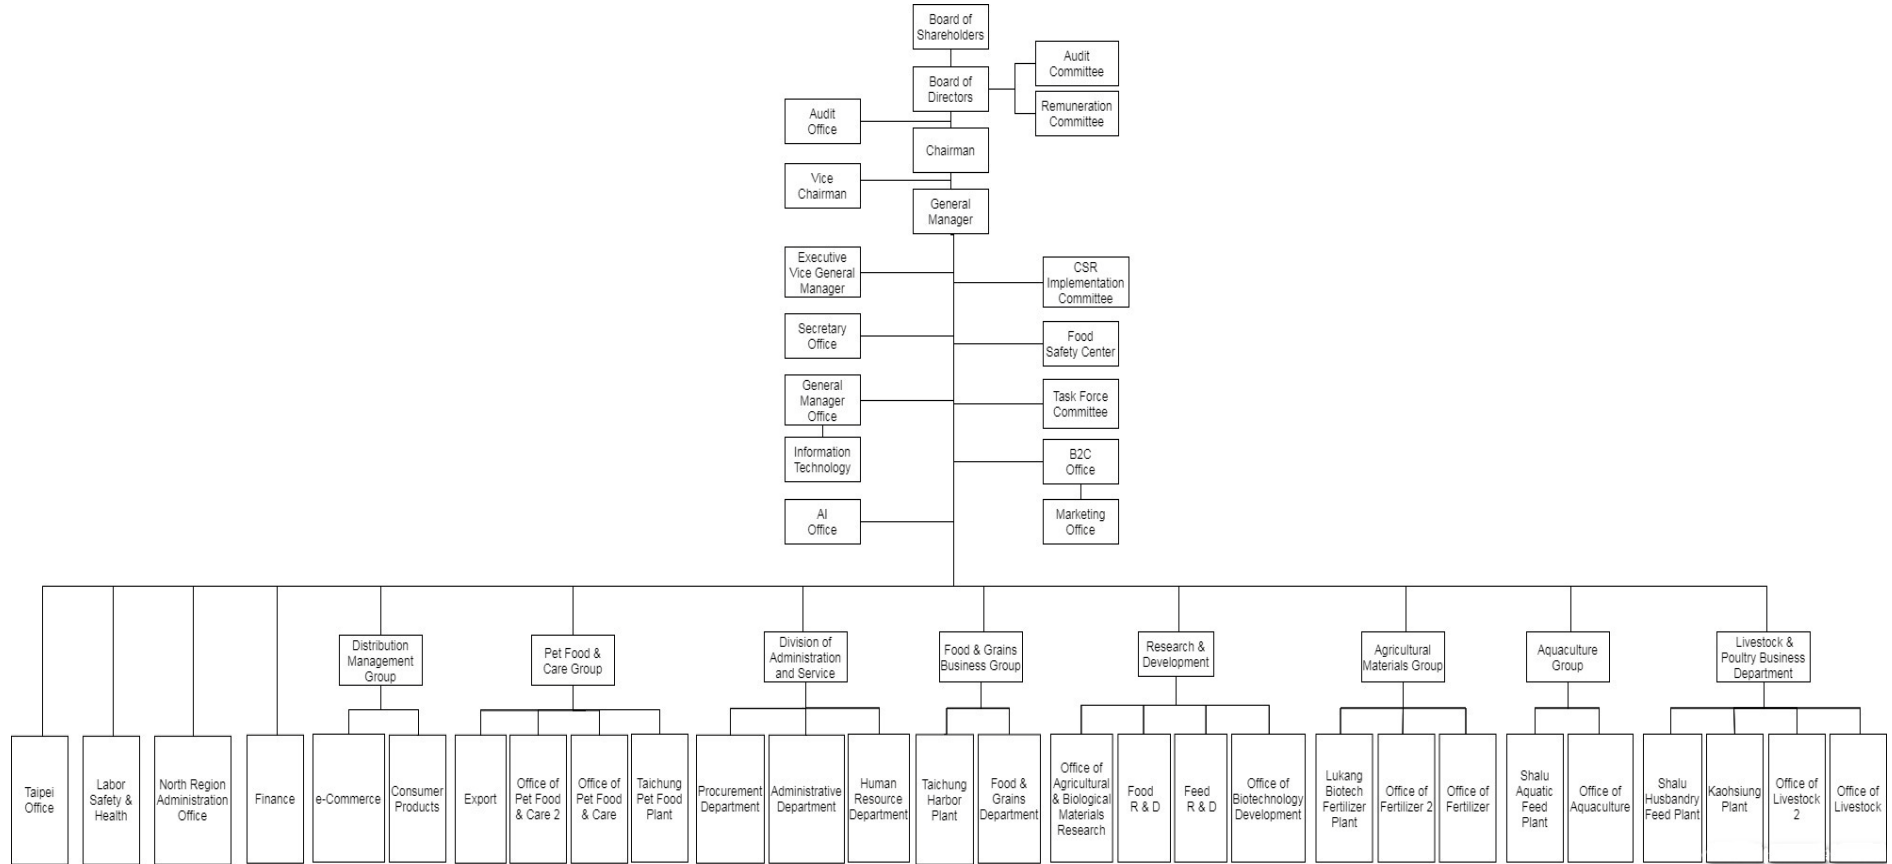 Board of
Shareholders
Board of
Directors
Audit
Committee
Remuneration
Committee
Audit
Office
Chairman
Vice
Chairman
General
Manager
Executive
Vice General
Manager
CSR
Implementation
Committee
Secretary
Office
Food
Safety Center
General
Manager
Office
Task Force
Committee
Information
Technology
B2C
Office
AI
Office
Marketing
Office
Distribution
Management
Group
Pet Food &
Care Group
Division of
Administration
and Service
Food & Grains
Business Group
Research &
Development
Agricultural
Materials Group
Aquaculture
Group
Livestock &
Poultry Business
Department
Taipei
Office
Labor
Safety &
Health
North Region
Administration
Office
Finance
e-Commerce
Consumer
Products
Export
Office of
Pet Food
& Care 2
Office of
Pet Food
& Care
Taichung
Pet Food
Plant
Procurement
Department
Administrative
Department
Human
Resource
Department
Taichung
Harbor
Plant
Food &
Grains
Department
Office of
Agricultural
& Biological
Materials
Research
Food
R & D
Feed
R & D
Office of
Biotechnology
Development
Lukang
Biotech
Fertilizer
Plant
Office of
Fertilizer 2
Office of
Fertilizer
Shalu
Aquatic
Feed
Plant
Office of
Aquaculture
Shalu
Husbandry
Feed Plant
Kaohsiung
Plant
Office of
Livestock
2
Office of
Livestock